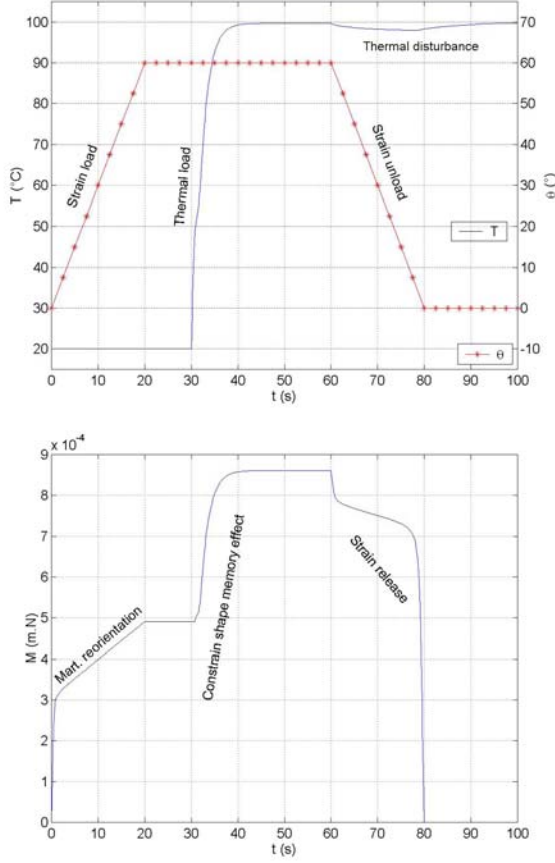 100
90
80
70
60
50
40
30
20
T (°C)
70
60
50
40
30
20
10
0
-10
θ (°)
Thermal disturbance
Strain load
Thermal load
Strain unload
T
θ
0 10 20 30 40 50 60 70 80 90 100
t (s)
9 x 10⁻⁴
8
7
6
5
4
3
2
1
0
M (m.N)
Mart. reorientation
Constrain shape memory effect
Strain release
0 10 20 30 40 50 60 70 80 90 100
t (s)